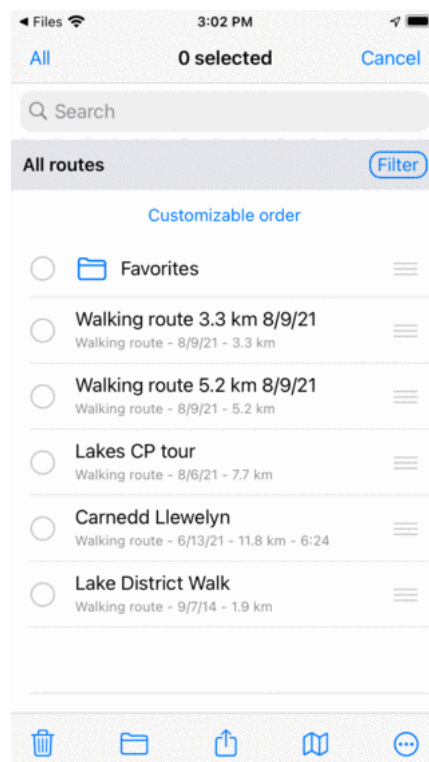 ◀ Files 3:02 PM
All 0 selected Cancel
Search
All routes Filter
Customizable order
Favorites
Walking route 3.3 km 8/9/21
Walking route - 8/9/21 - 3.3 km
Walking route 5.2 km 8/9/21
Walking route - 8/9/21 - 5.2 km
Lakes CP tour
Walking route - 8/6/21 - 7.7 km
Carnedd Llewelyn
Walking route - 6/13/21 - 11.8 km - 6:24
Lake District Walk
Walking route - 9/7/14 - 1.9 km